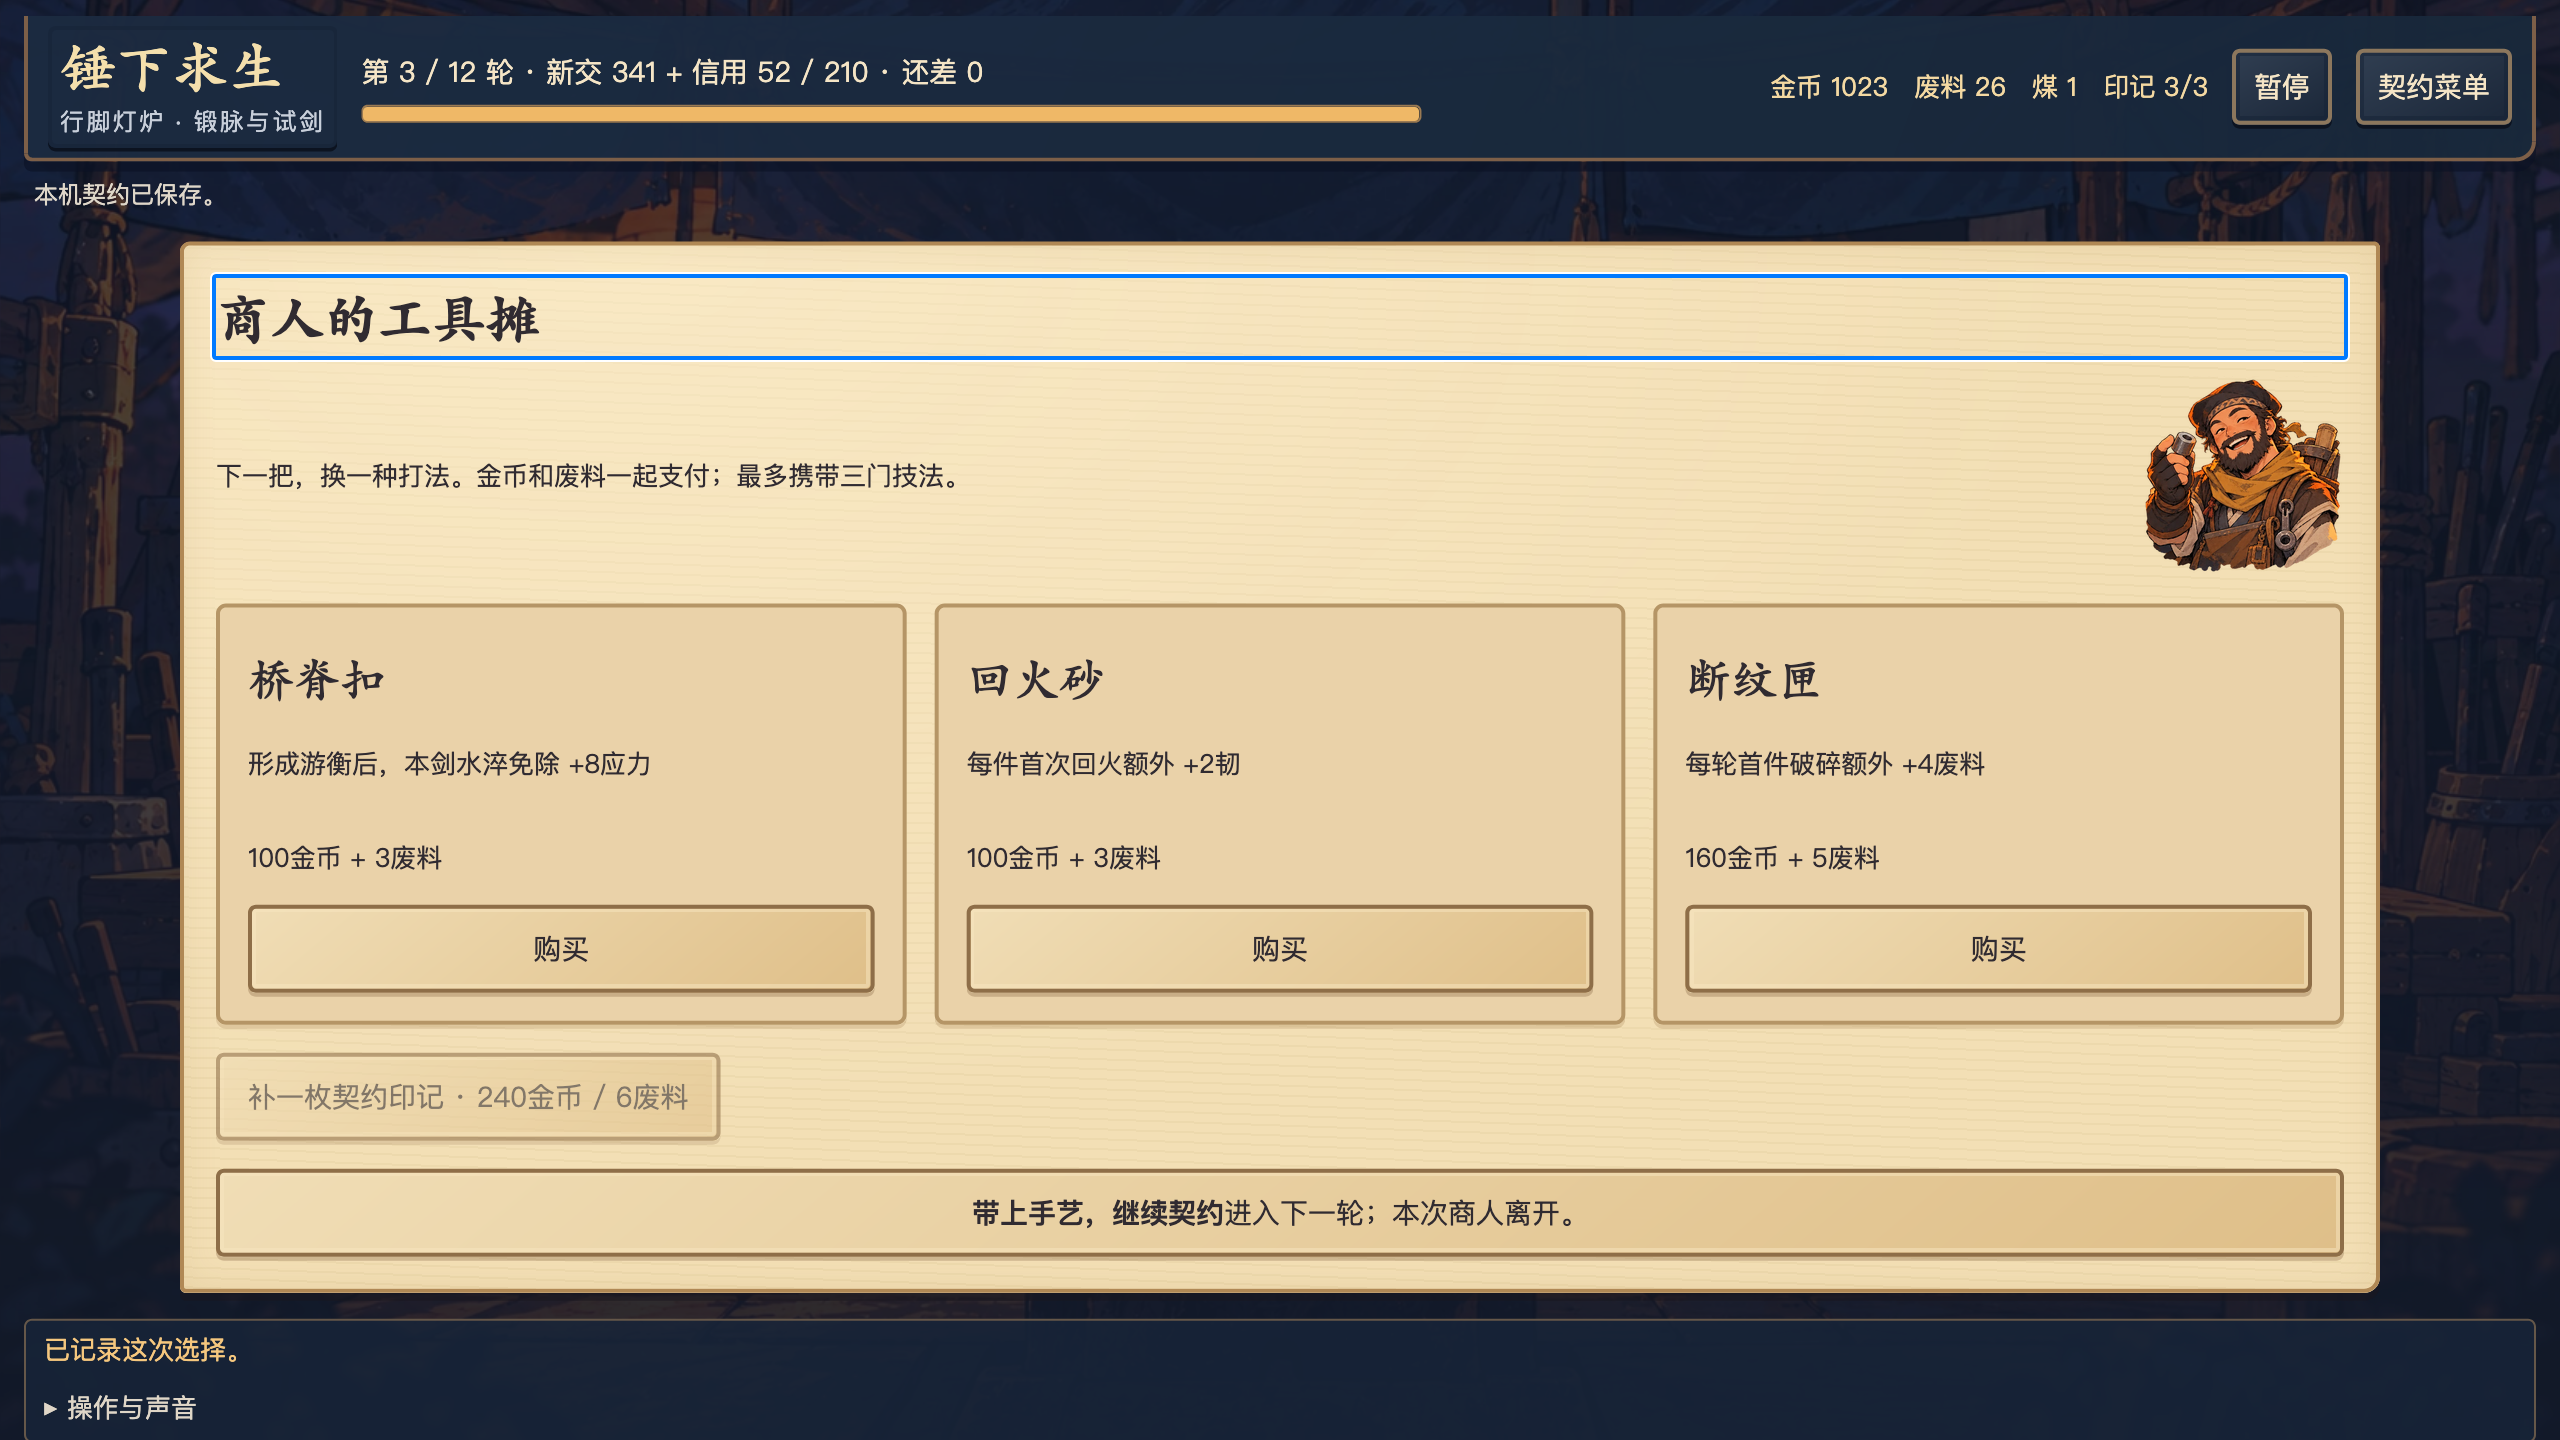 锤下求生
行脚灯炉 · 锻脉与试剑
第 3 / 12 轮 · 新交 341 + 信用 52 / 210 · 还差 0
金币 1023 废料 26 煤 1 印记 3/3
暂停
契约菜单
本机契约已保存。
商人的工具摊
下一把，换一种打法。金币和废料一起支付；最多携带三门技法。
桥脊扣
形成游衡后，本剑水淬免除 +8应力
100金币 + 3废料
购买
回火砂
每件首次回火额外 +2韧
100金币 + 3废料
购买
断纹匣
每轮首件破碎额外 +4废料
160金币 + 5废料
购买
补一枚契约印记 · 240金币 / 6废料
带上手艺，继续契约进入下一轮；本次商人离开。
已记录这次选择。
▸ 操作与声音